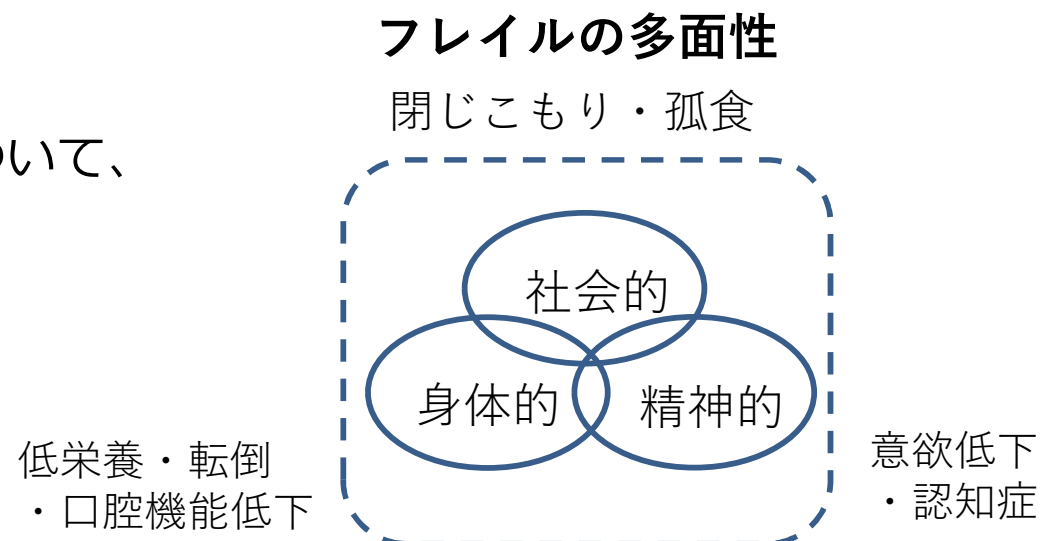 フレイルの多面性
閉じこもり・孤食
ついて、
社会的
身体的
精神的
低栄養・転倒
・口腔機能低下
意欲低下
・認知症